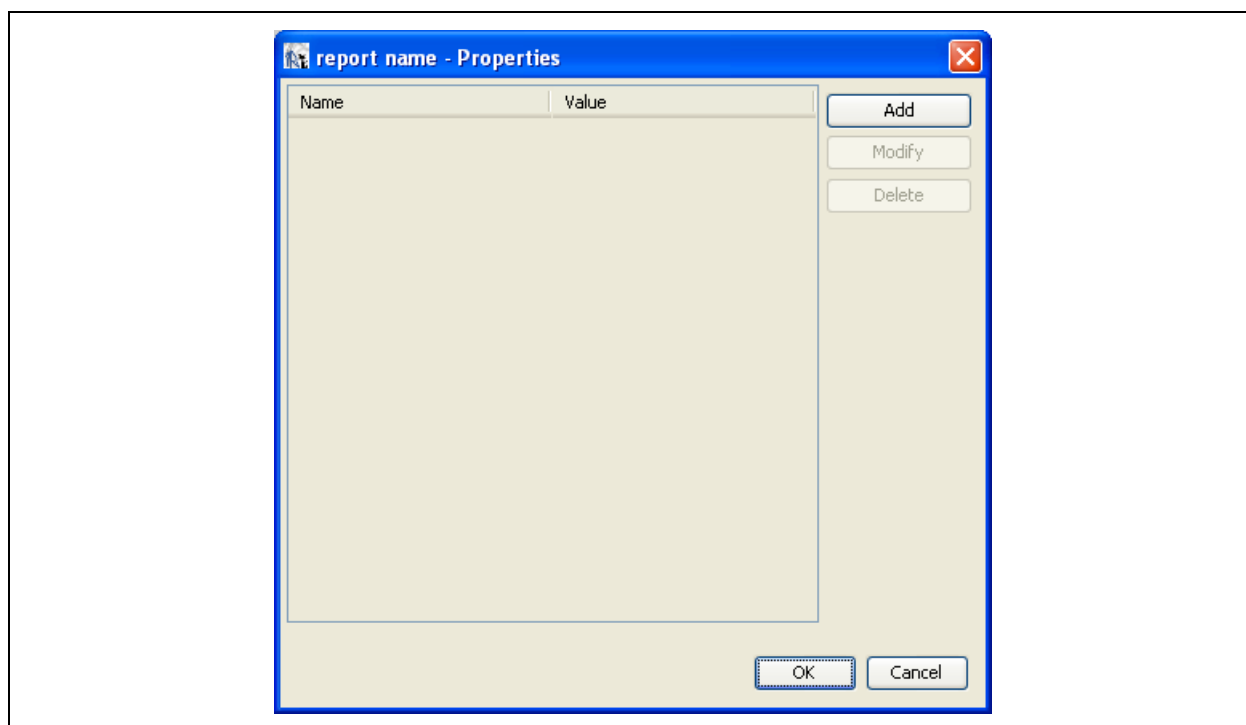 report name - Properties
Name Value
Add
Modify
Delete
OK Cancel